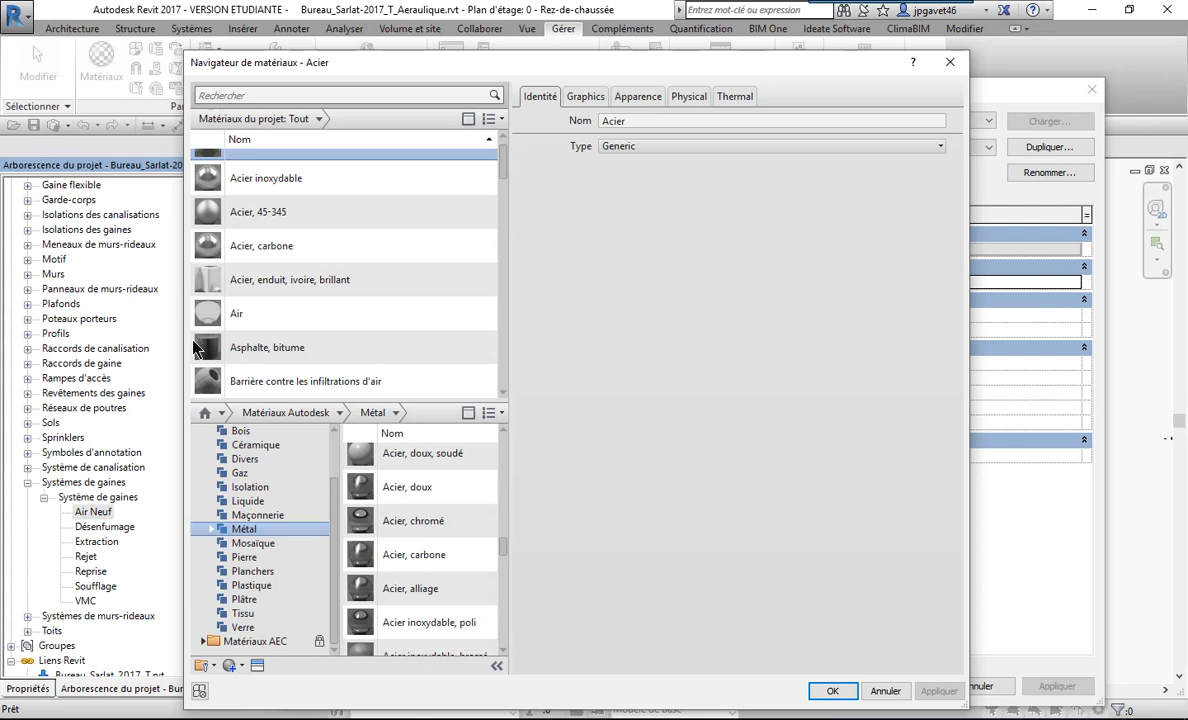 Autodesk Revit 2017 - VERSION ETUDIANTE - Bureau_Sarlat-2017_T_Aeraulique.rvt - Plan d'étage: 0 - Rez-de-chaussée
Entrez mot-clé ou expression
jpgavet46
Architecture Structure Systèmes Insérer Annoter Analyser Volume et site Collaborer Vue Gérer Compléments Quantification BIM One Ideate Software ClimaBIM Modifier
Modifier
Matériaux
Sélectionner
Navigateur de matériaux - Acier
Rechercher
Matériaux du projet: Tout
Nom
Acier inoxydable
Acier, 45-345
Acier, carbone
Acier, enduit, ivoire, brillant
Air
Asphalte, bitume
Barrière contre les infiltrations d'air
Matériaux Autodesk
Métal
Bois
Céramique
Divers
Gaz
Isolation
Liquide
Maçonnerie
Métal
Mosaïque
Pierre
Planchers
Plastique
Plâtre
Tissu
Verre
Matériaux AEC
Nom
Acier, doux, soudé
Acier, doux
Acier, chromé
Acier, carbone
Acier, alliage
Acier inoxydable, poli
Identité Graphics Apparence Physical Thermal
Nom Acier
Type Generic
OK
Annuler
Appliquer
Charger...
Dupliquer...
Renommer...
=
nnuler
Appliquer
Arborescence du projet - Bureau_Sarlat-20
Gaine flexible
Garde-corps
Isolations des canalisations
Isolations des gaines
Meneaux de murs-rideaux
Motif
Murs
Panneaux de murs-rideaux
Plafonds
Poteaux porteurs
Profils
Raccords de canalisation
Raccords de gaine
Rampes d'accès
Revêtements des gaines
Réseaux de poutres
Sols
Sprinklers
Symboles d'annotation
Système de canalisation
Systèmes de gaines
Système de gaines
Air Neuf
Désenfumage
Extraction
Rejet
Reprise
Soufflage
VMC
Systèmes de murs-rideaux
Toits
Groupes
Liens Revit
Bureau_Sarlat_2017_T.rvt
Propriétés
Arborescence du projet - Bur
Prêt
:0
Modèle de base
:0